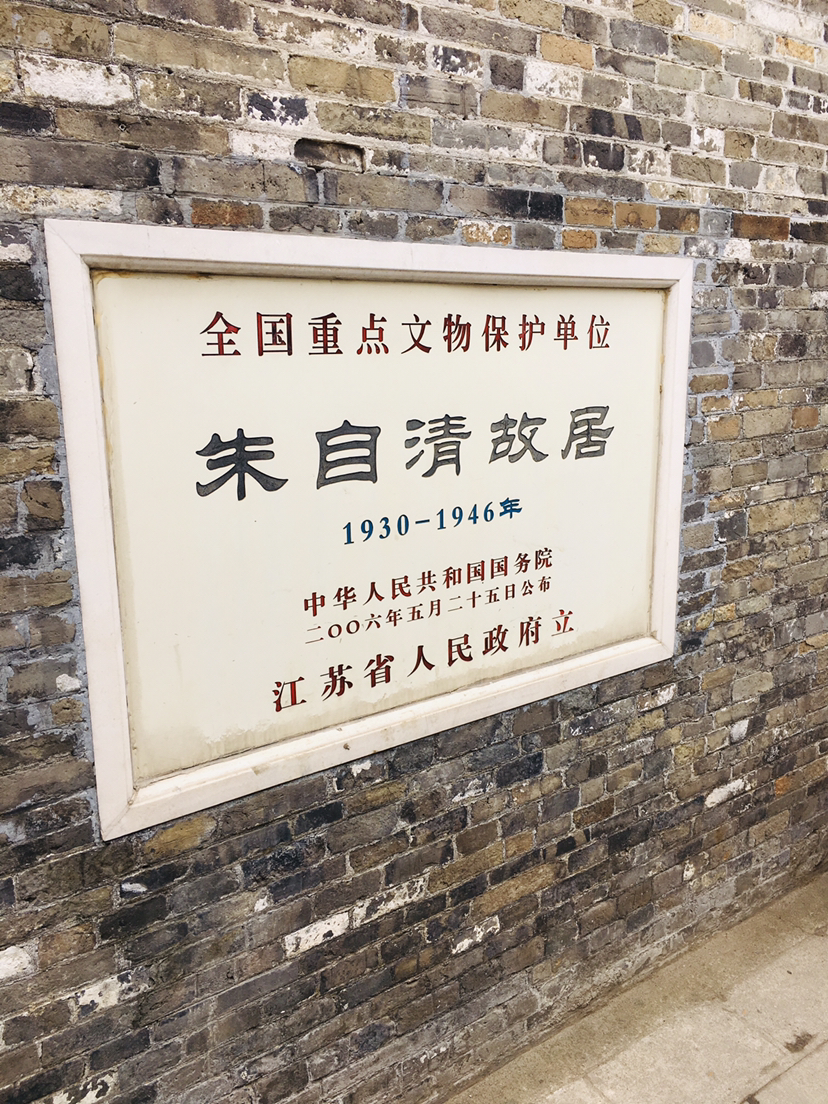 全国重点文物保护单位
朱自清故居
1930-1946年
中华人民共和国国务院
二〇〇六年五月二十五日公布
江苏省人民政府立